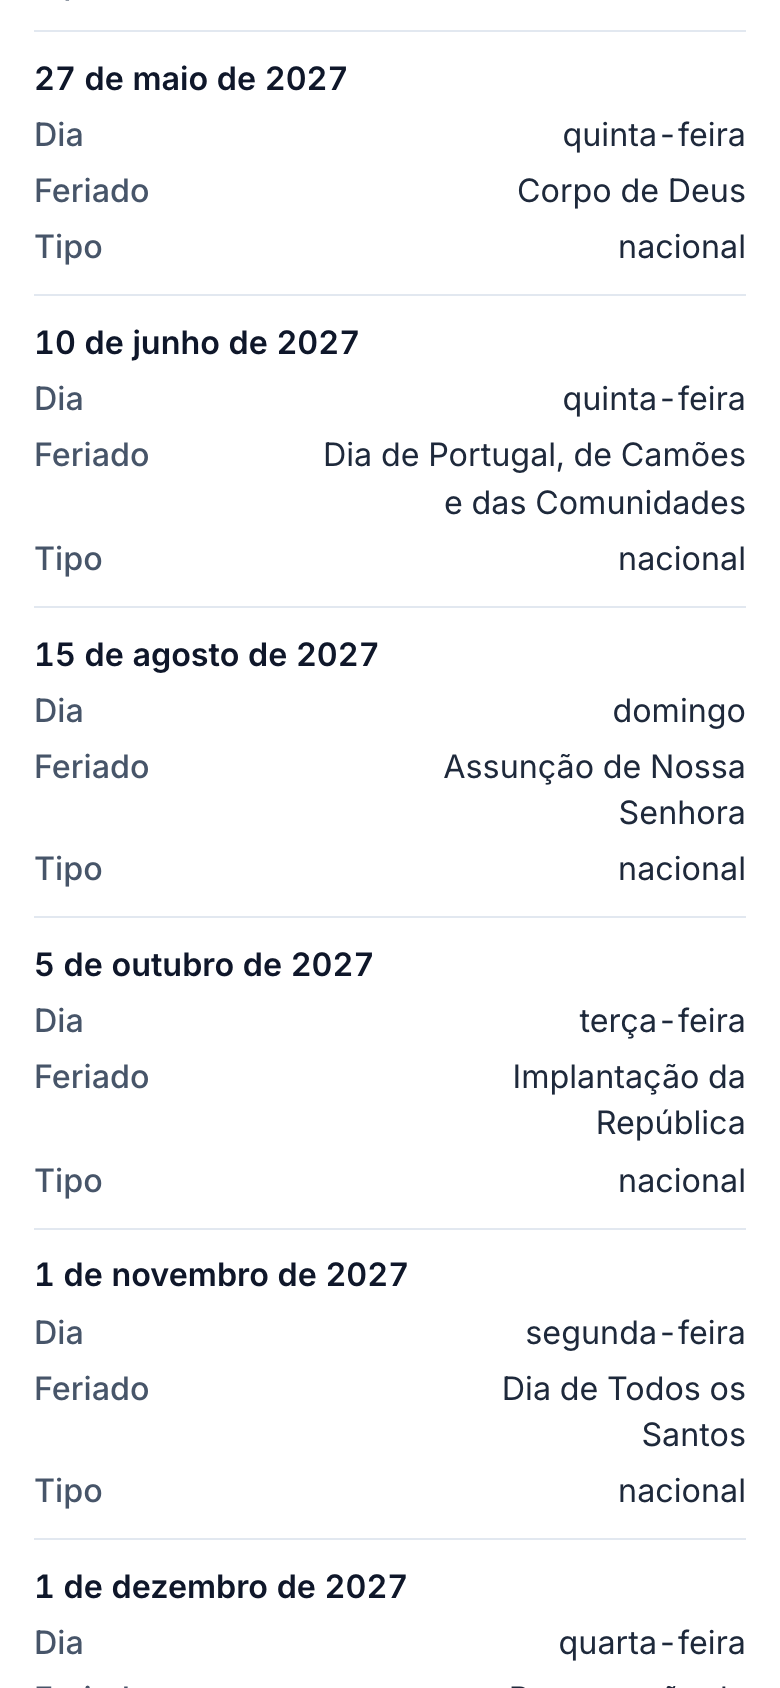 27 de maio de 2027
Dia quinta-feira
Feriado Corpo de Deus
Tipo nacional
10 de junho de 2027
Dia quinta-feira
Feriado Dia de Portugal, de Camões
e das Comunidades
Tipo nacional
15 de agosto de 2027
Dia domingo
Feriado Assunção de Nossa
Senhora
Tipo nacional
5 de outubro de 2027
Dia terça-feira
Feriado Implantação da
República
Tipo nacional
1 de novembro de 2027
Dia segunda-feira
Feriado Dia de Todos os
Santos
Tipo nacional
1 de dezembro de 2027
Dia quarta-feira